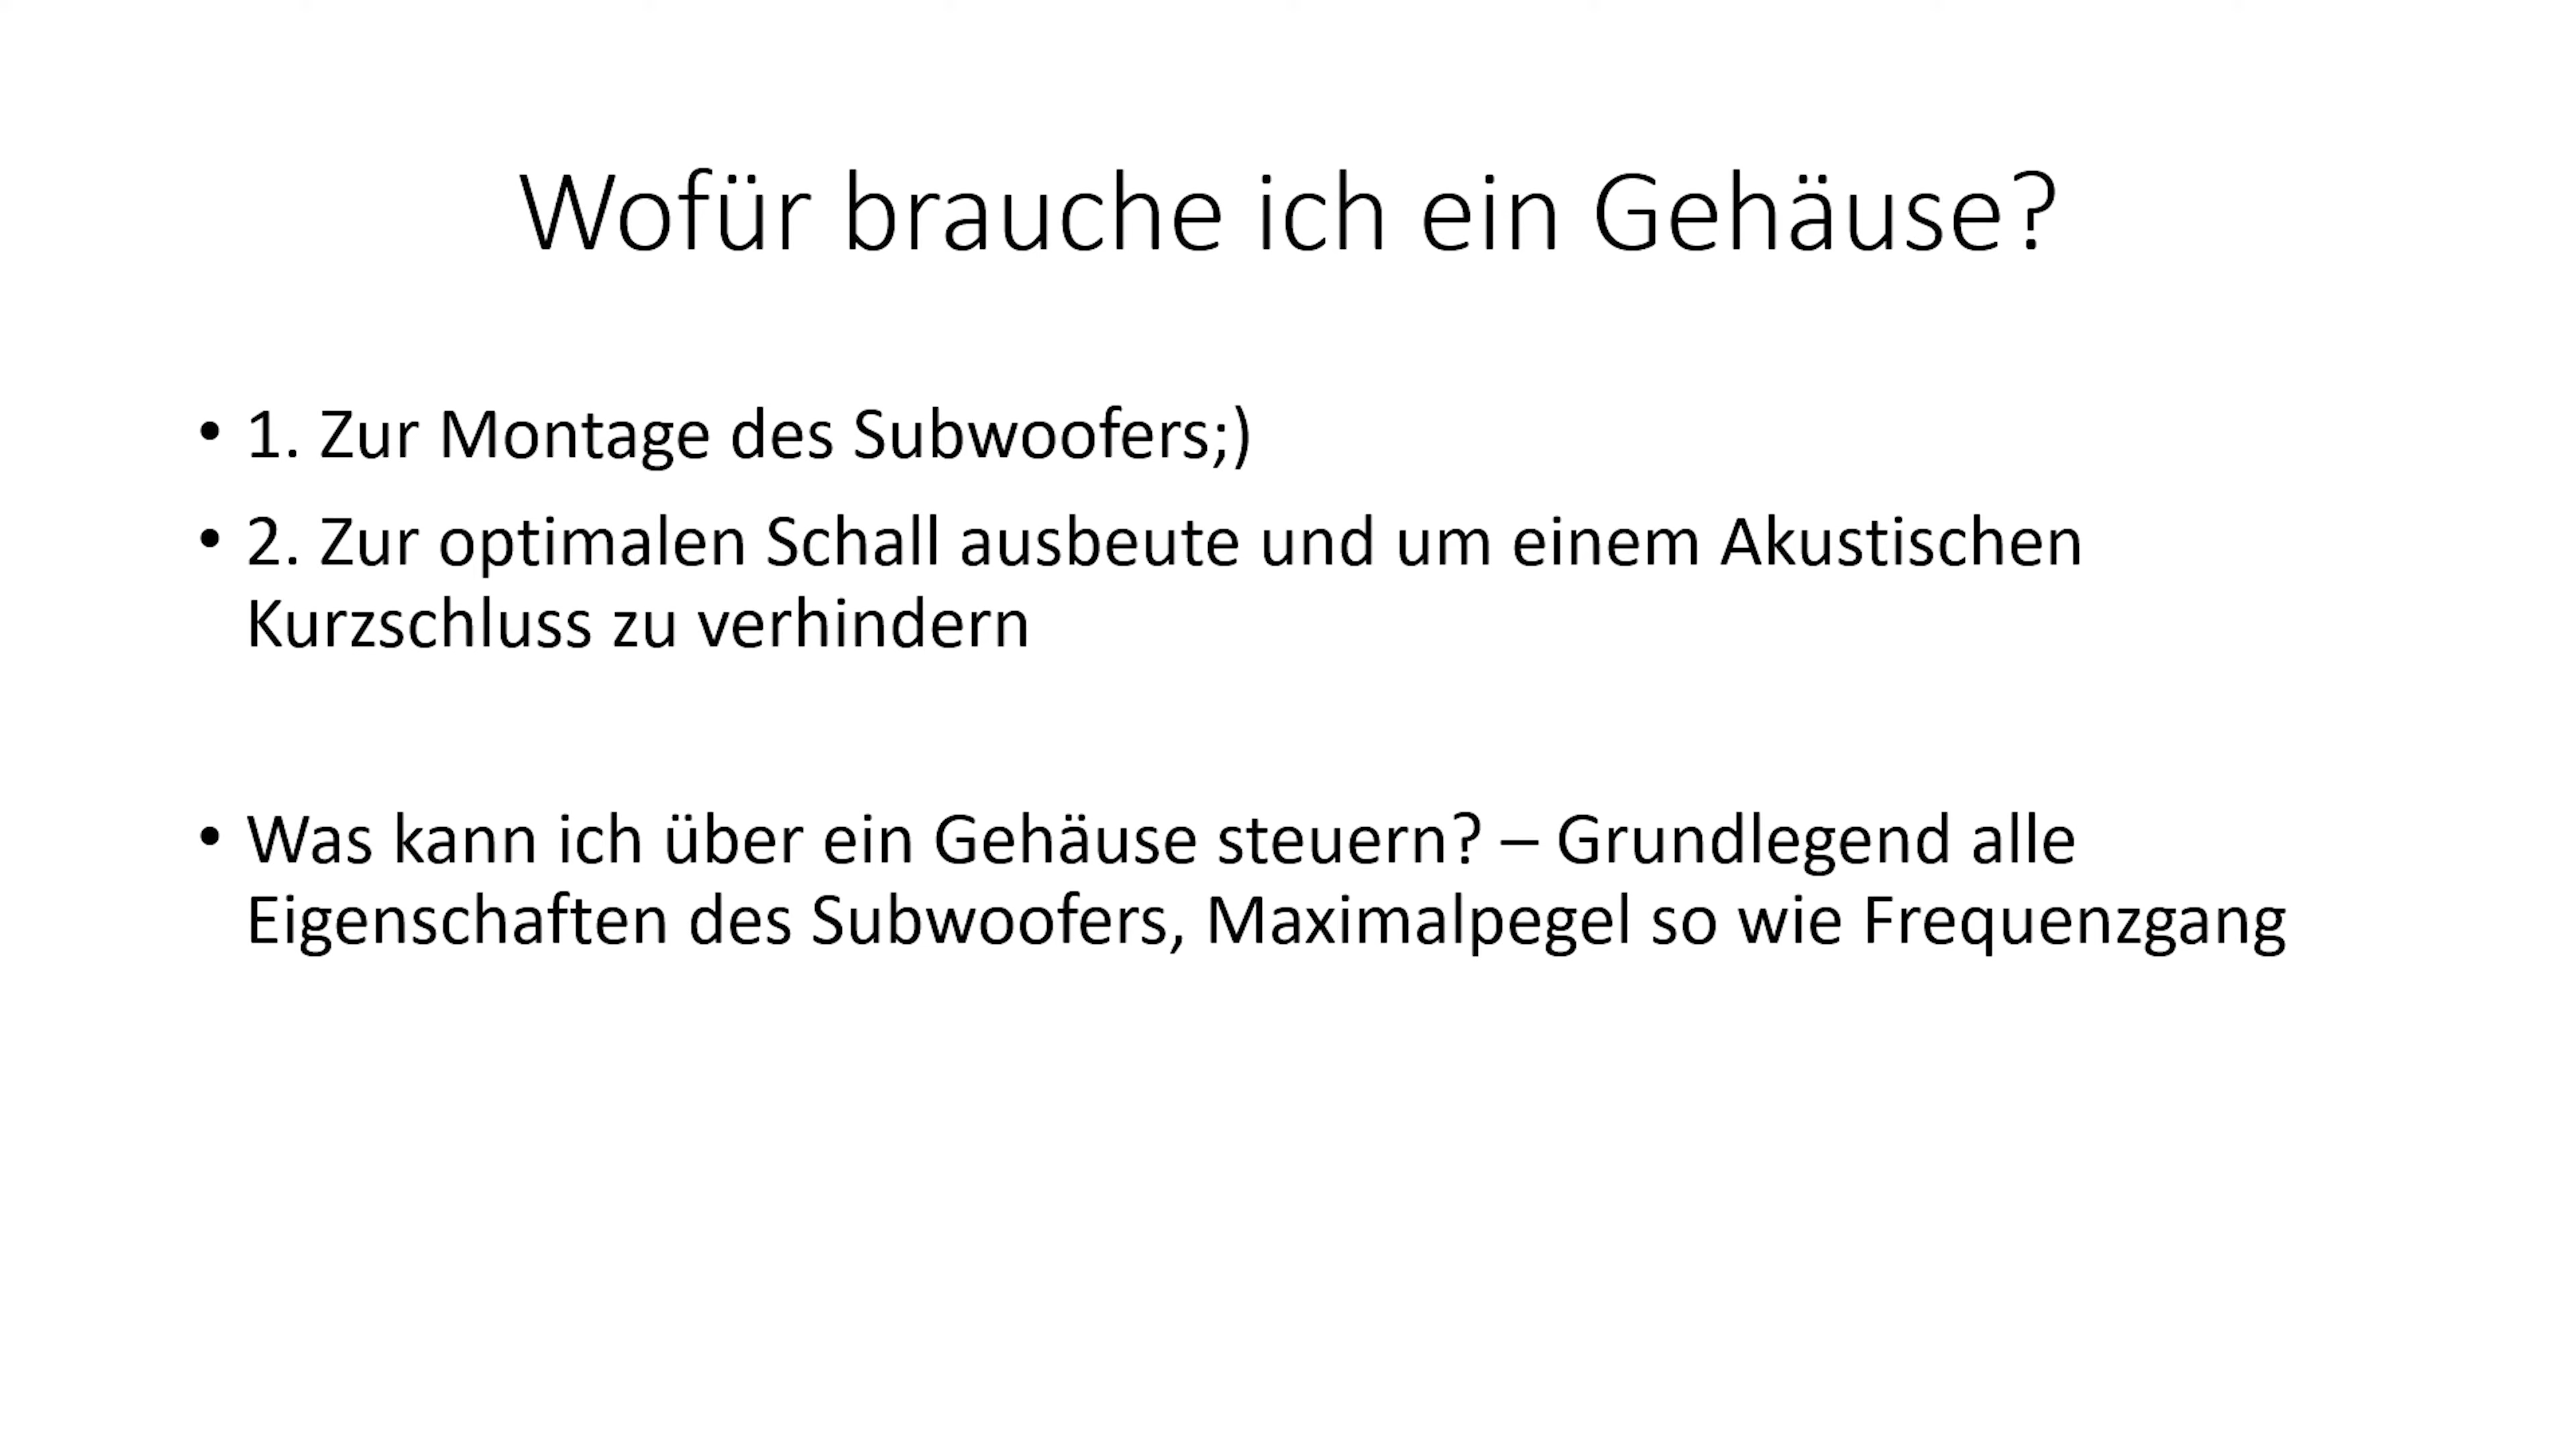 Wofür brauche ich ein Gehäuse?
• 1. Zur Montage des Subwoofers;)
• 2. Zur optimalen Schall ausbeute und um einem Akustischen
Kurzschluss zu verhindern
• Was kann ich über ein Gehäuse steuern? – Grundlegend alle
Eigenschaften des Subwoofers, Maximalpegel so wie Frequenzgang